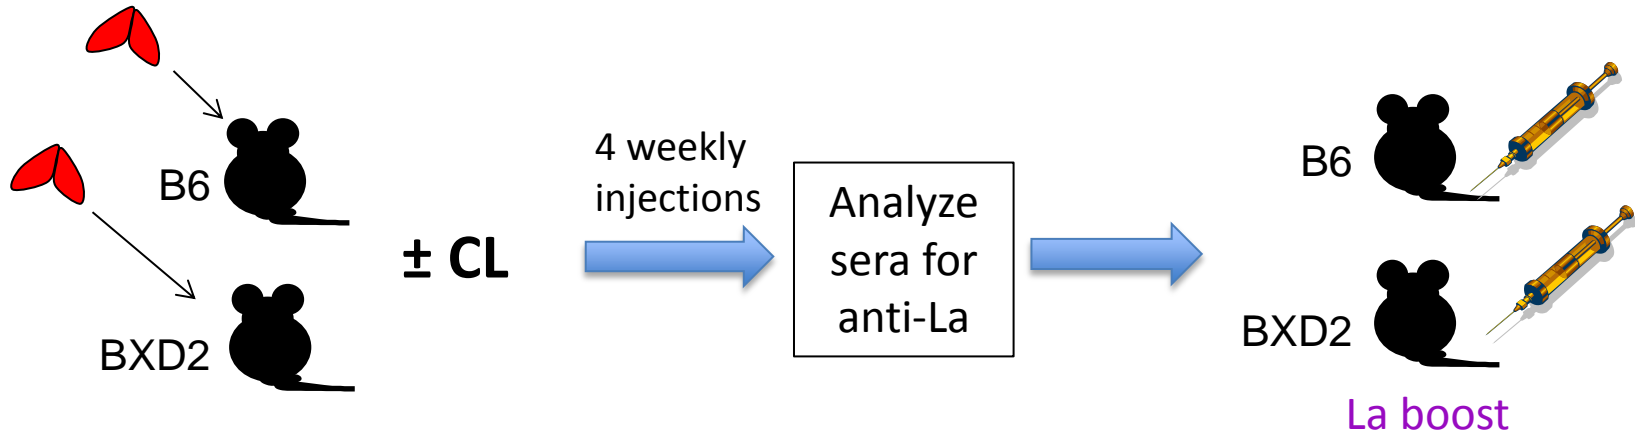 B6
BXD2
± CL
4 weekly
injections
Analyze
sera for
anti-La
B6
BXD2
La boost